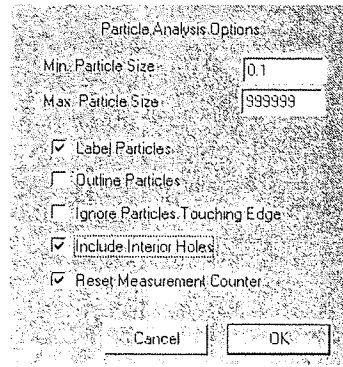 Particle Analysis Options
Min. Particle Size 0.1
Max. Particle Size 999999
Label Particles
Outline Particles
Ignore Particles Touching Edge
Include Interior Holes
Reset Measurement Counter
Cancel OK